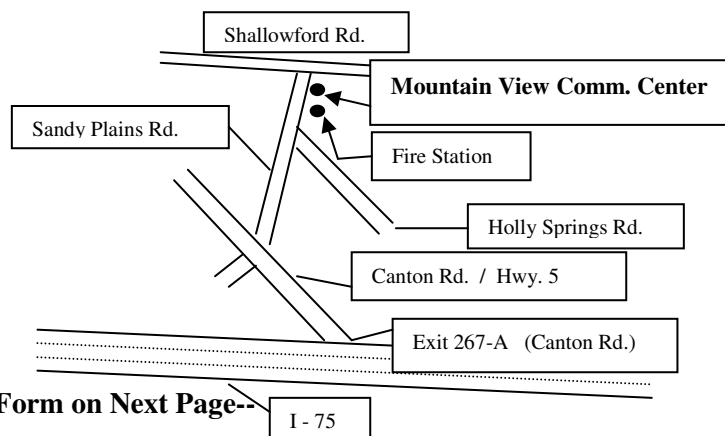 Shallowford Rd.
Mountain View Comm. Center
Sandy Plains Rd.
Fire Station
Holly Springs Rd.
Canton Rd. / Hwy. 5
Exit 267-A (Canton Rd.)
Form on Next Page--
I - 75